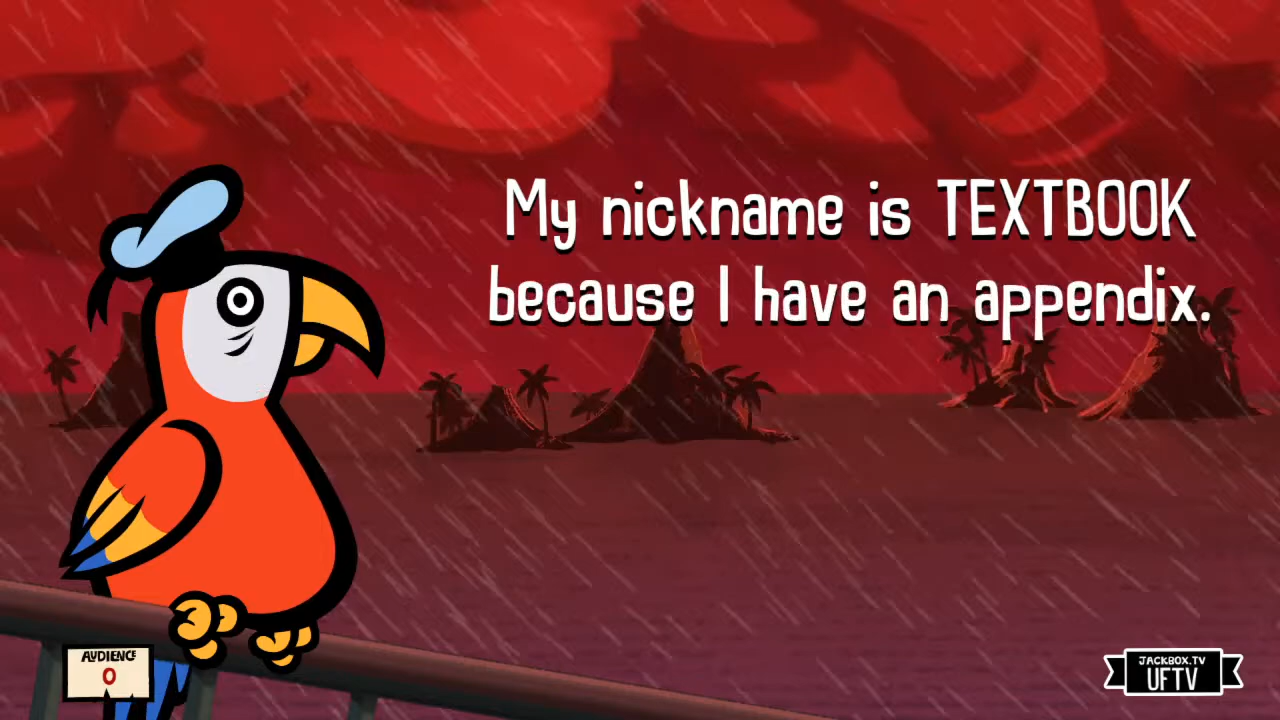 My nickname is TEXTBOOK
because I have an appendix.
AUDIENCE
0
JACKBOX.TV
UFTV